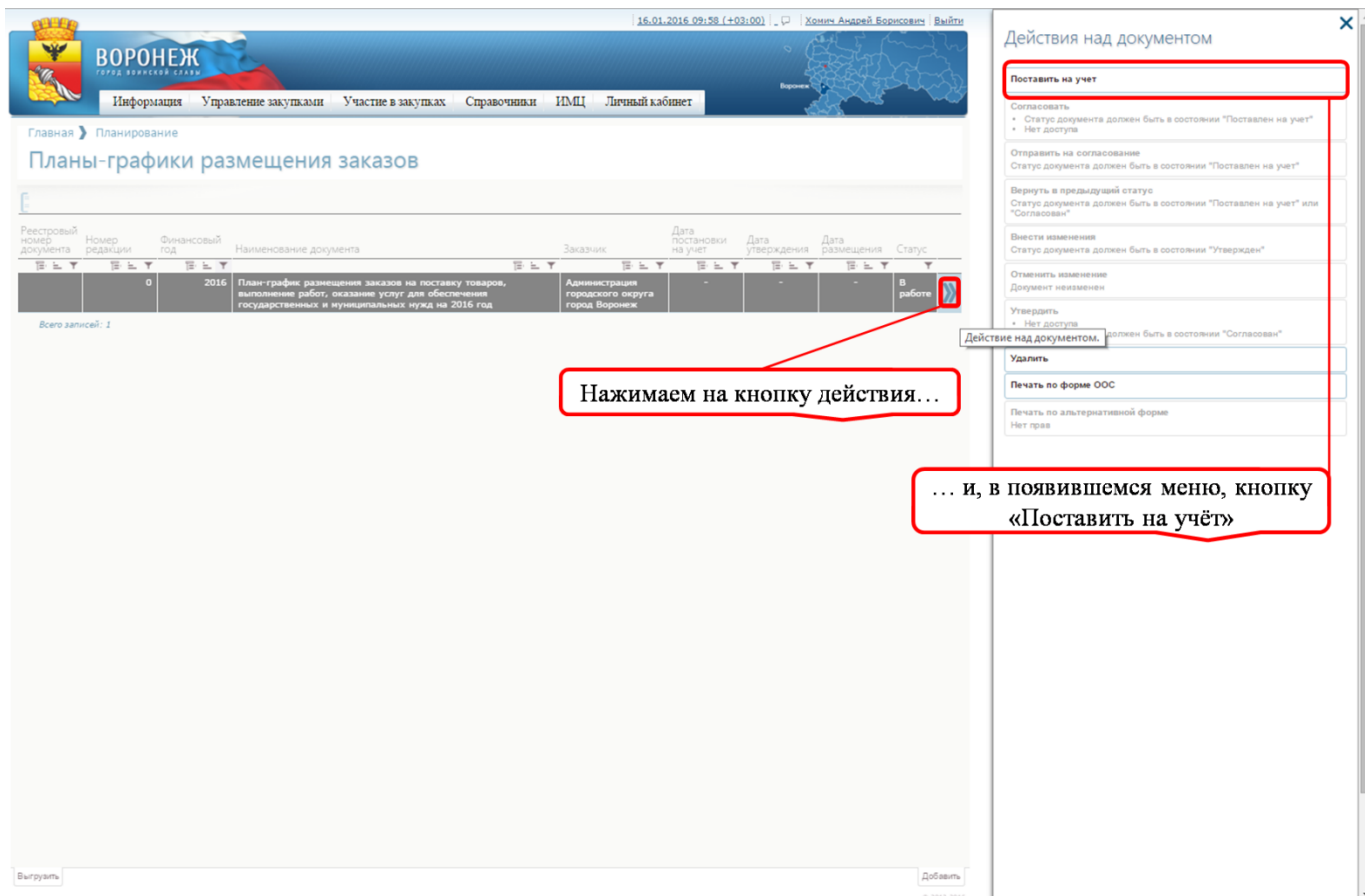 16.01.2016 09:58 (+03:00)
Хомич Андрей Борисович
Выйти
ВОРОНЕЖ
ГОРОД ВОИНСКОЙ СЛАВЫ
Воронеж
Информация Управление закупками Участие в закупках Справочники ИМЦ Личный кабинет
Главная ❯ Планирование
Планы-графики размещения заказов
Реестровый номер документа
Номер редакции
Финансовый год
Наименование документа
Заказчик
Дата постановки на учет
Дата утверждения
Дата размещения
Статус
0
2016
План-график размещения заказов на поставку товаров,
выполнение работ, оказание услуг для обеспечения
государственных и муниципальных нужд на 2016 год
Администрация
городского округа
город Воронеж
-
-
-
В
работе
Всего записей: 1
Действие над документом.
Нажимаем на кнопку действия…
Выгрузить
Добавить
Действия над документом
Поставить на учет
Согласовать
• Статус документа должен быть в состоянии "Поставлен на учет"
• Нет доступа
Отправить на согласование
Статус документа должен быть в состоянии "Поставлен на учет"
Вернуть в предыдущий статус
Статус документа должен быть в состоянии "Поставлен на учет" или
"Согласован"
Внести изменения
Статус документа должен быть в состоянии "Утвержден"
Отменить изменение
Документ неизменен
Утвердить
• Нет доступа
должен быть в состоянии "Согласован"
Удалить
Печать по форме ООС
Печать по альтернативной форме
Нет прав
… и, в появившемся меню, кнопку
«Поставить на учёт»